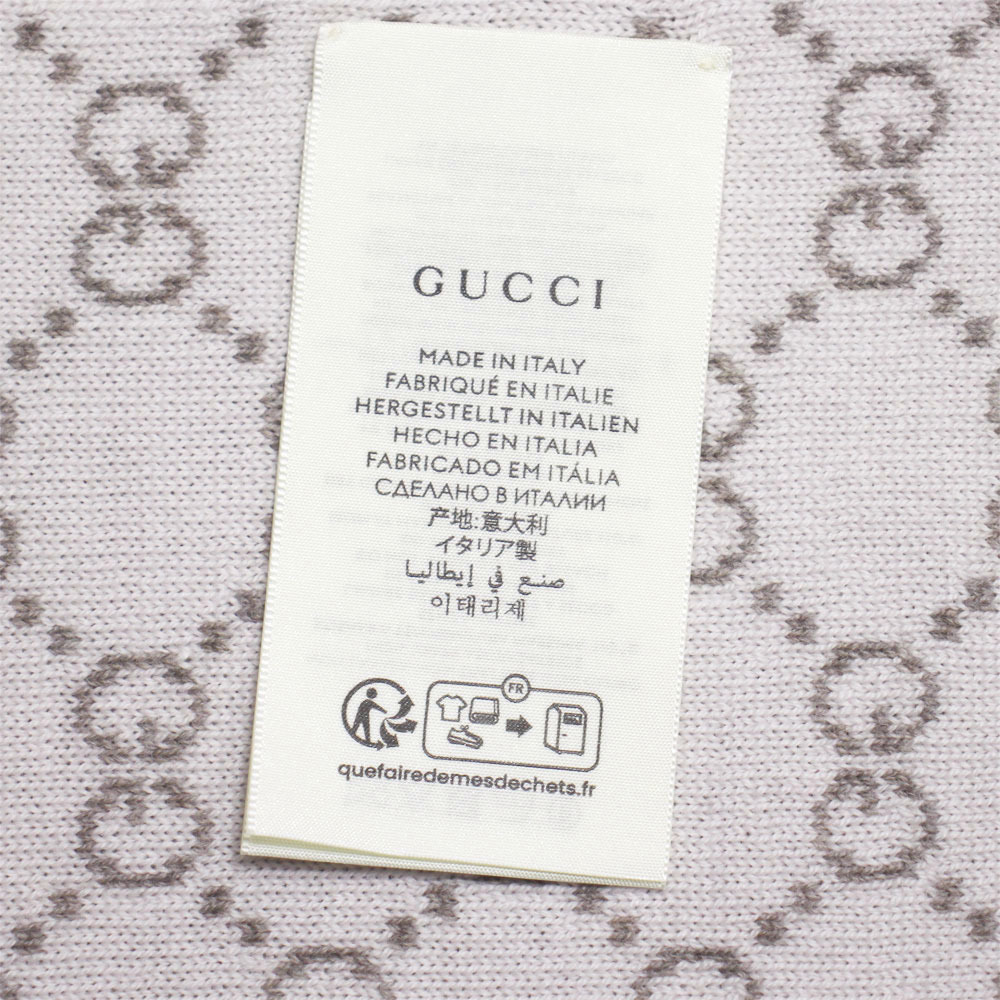 GUCCI
MADE IN ITALY
FABRIQUÉ EN ITALIE
HERGESTELLT IN ITALIEN
HECHO EN ITALIA
FABRICADO EM ITÁLIA
СДЕЛАНО В ИТАЛИИ
产地:意大利
イタリア製
صنع في إيطاليا
이태리제
FR
quefairedemesdechets.fr